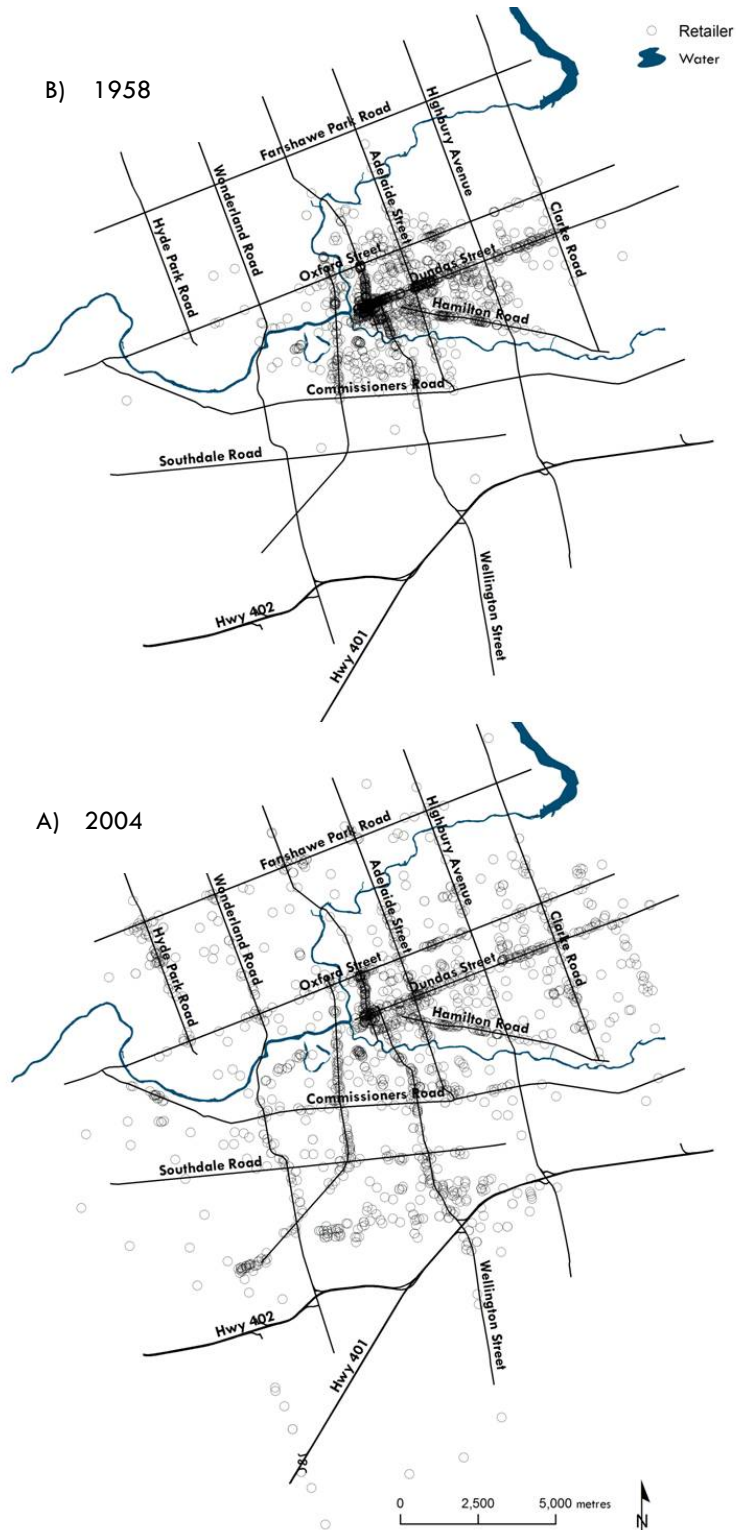 Retailer
Water
B) 1958
Fanshawe Park Road
Highbury Avenue
Wonderland Road
Adelaide Street
Hyde Park Road
Clarke Road
Oxford Street
Dundas Street
Hamilton Road
Commissioners Road
Southdale Road
Wellington Street
Hwy 402
Hwy 401
A) 2004
Fanshawe Park Road
Highbury Avenue
Wonderland Road
Adelaide Street
Hyde Park Road
Clarke Road
Oxford Street
Dundas Street
Hamilton Road
Commissioners Road
Southdale Road
Wellington Street
Hwy 402
Hwy 401
0 2,500 5,000 metres
N